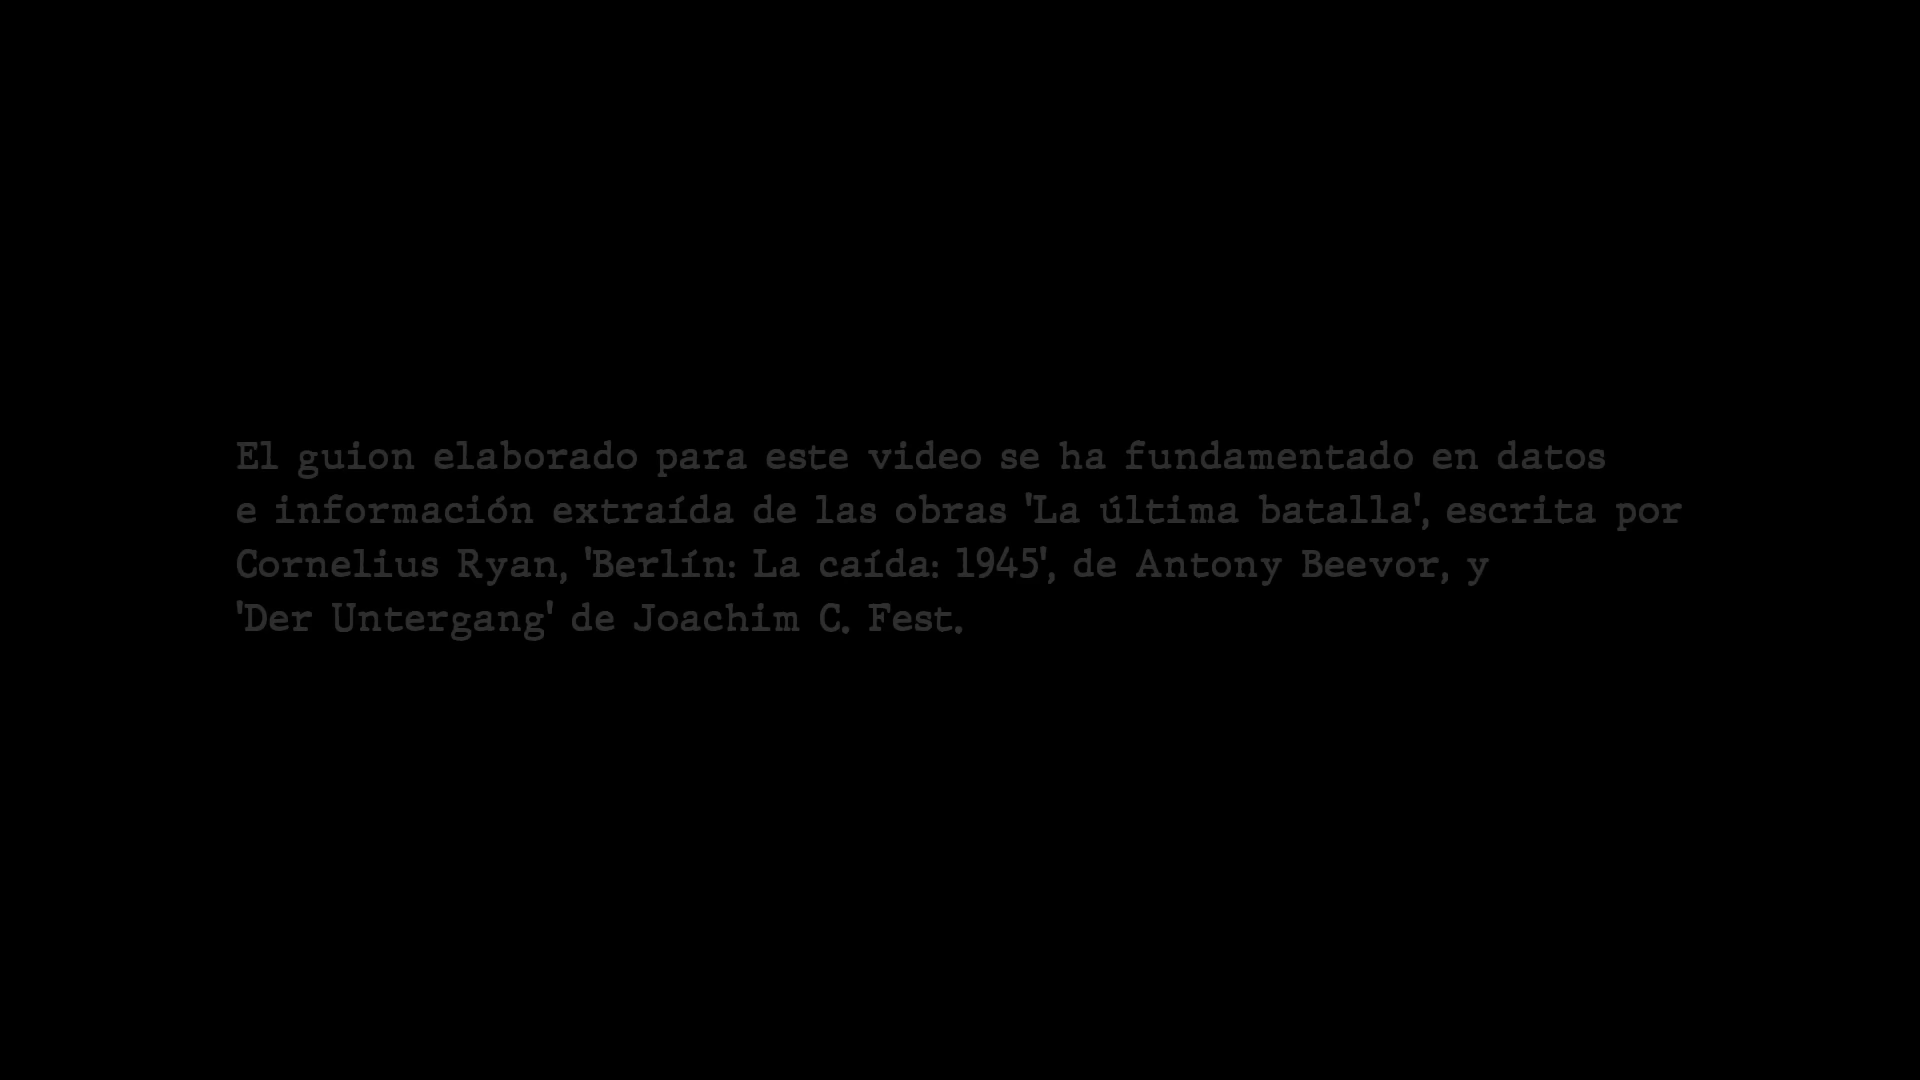 El guion elaborado para este video se ha fundamentado en datos
e información extraída de las obras 'La última batalla', escrita por
Cornelius Ryan, 'Berlín: La caída: 1945', de Antony Beevor, y
'Der Untergang' de Joachim C. Fest.